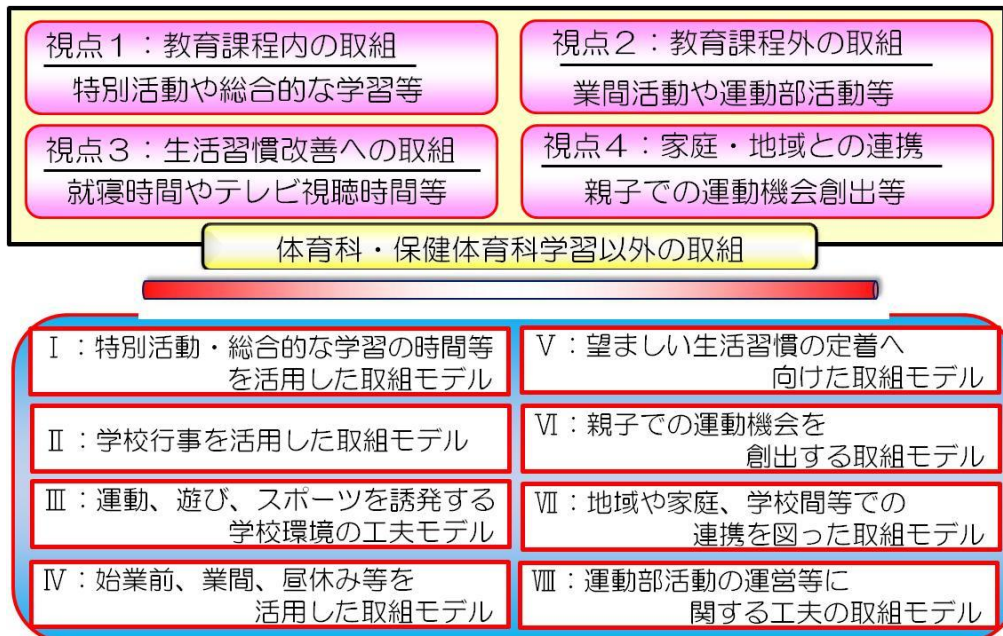 視点1：教育課程内の取組
特別活動や総合的な学習等
視点2：教育課程外の取組
業間活動や運動部活動等
視点3：生活習慣改善への取組
就寝時間やテレビ視聴時間等
視点4：家庭・地域との連携
親子での運動機会創出等
体育科・保健体育科学習以外の取組
Ⅰ：特別活動・総合的な学習の時間等
を活用した取組モデル
Ⅱ：学校行事を活用した取組モデル
Ⅲ：運動、遊び、スポーツを誘発する
学校環境の工夫モデル
Ⅳ：始業前、業間、昼休み等を
活用した取組モデル
Ⅴ：望ましい生活習慣の定着へ
向けた取組モデル
Ⅵ：親子での運動機会を
創出する取組モデル
Ⅶ：地域や家庭、学校間等での
連携を図った取組モデル
Ⅷ：運動部活動の運営等に
関する工夫の取組モデル